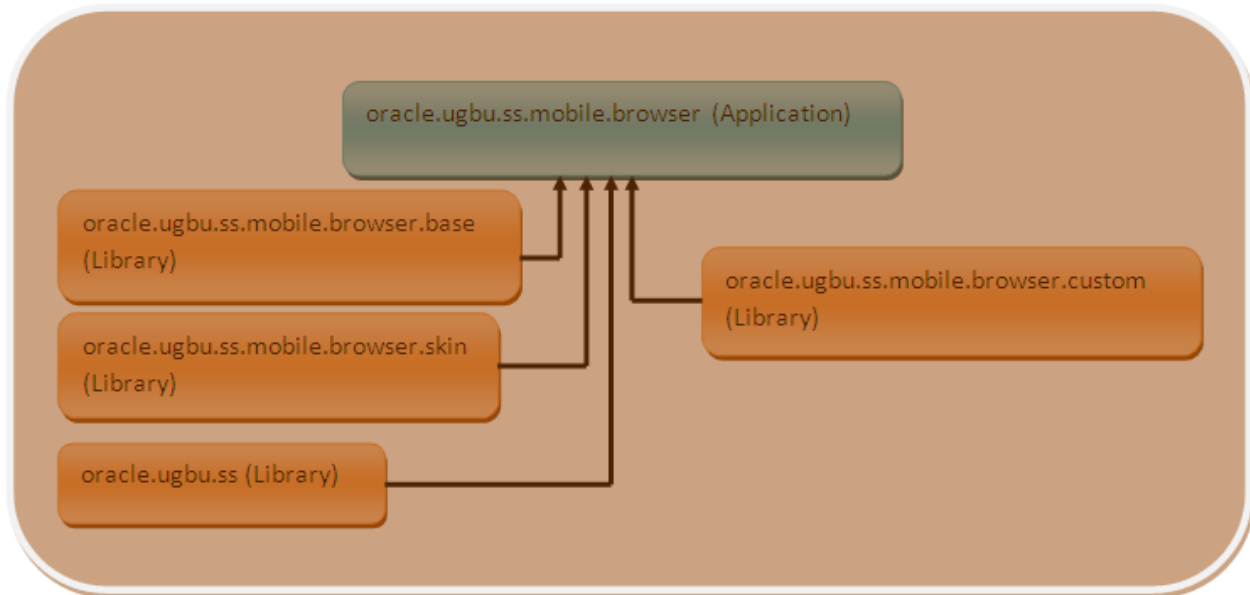 oracle.ugbu.ss.mobile.browser (Application)
oracle.ugbu.ss.mobile.browser.base
(Library)
oracle.ugbu.ss.mobile.browser.custom
(Library)
oracle.ugbu.ss.mobile.browser.skin
(Library)
oracle.ugbu.ss (Library)